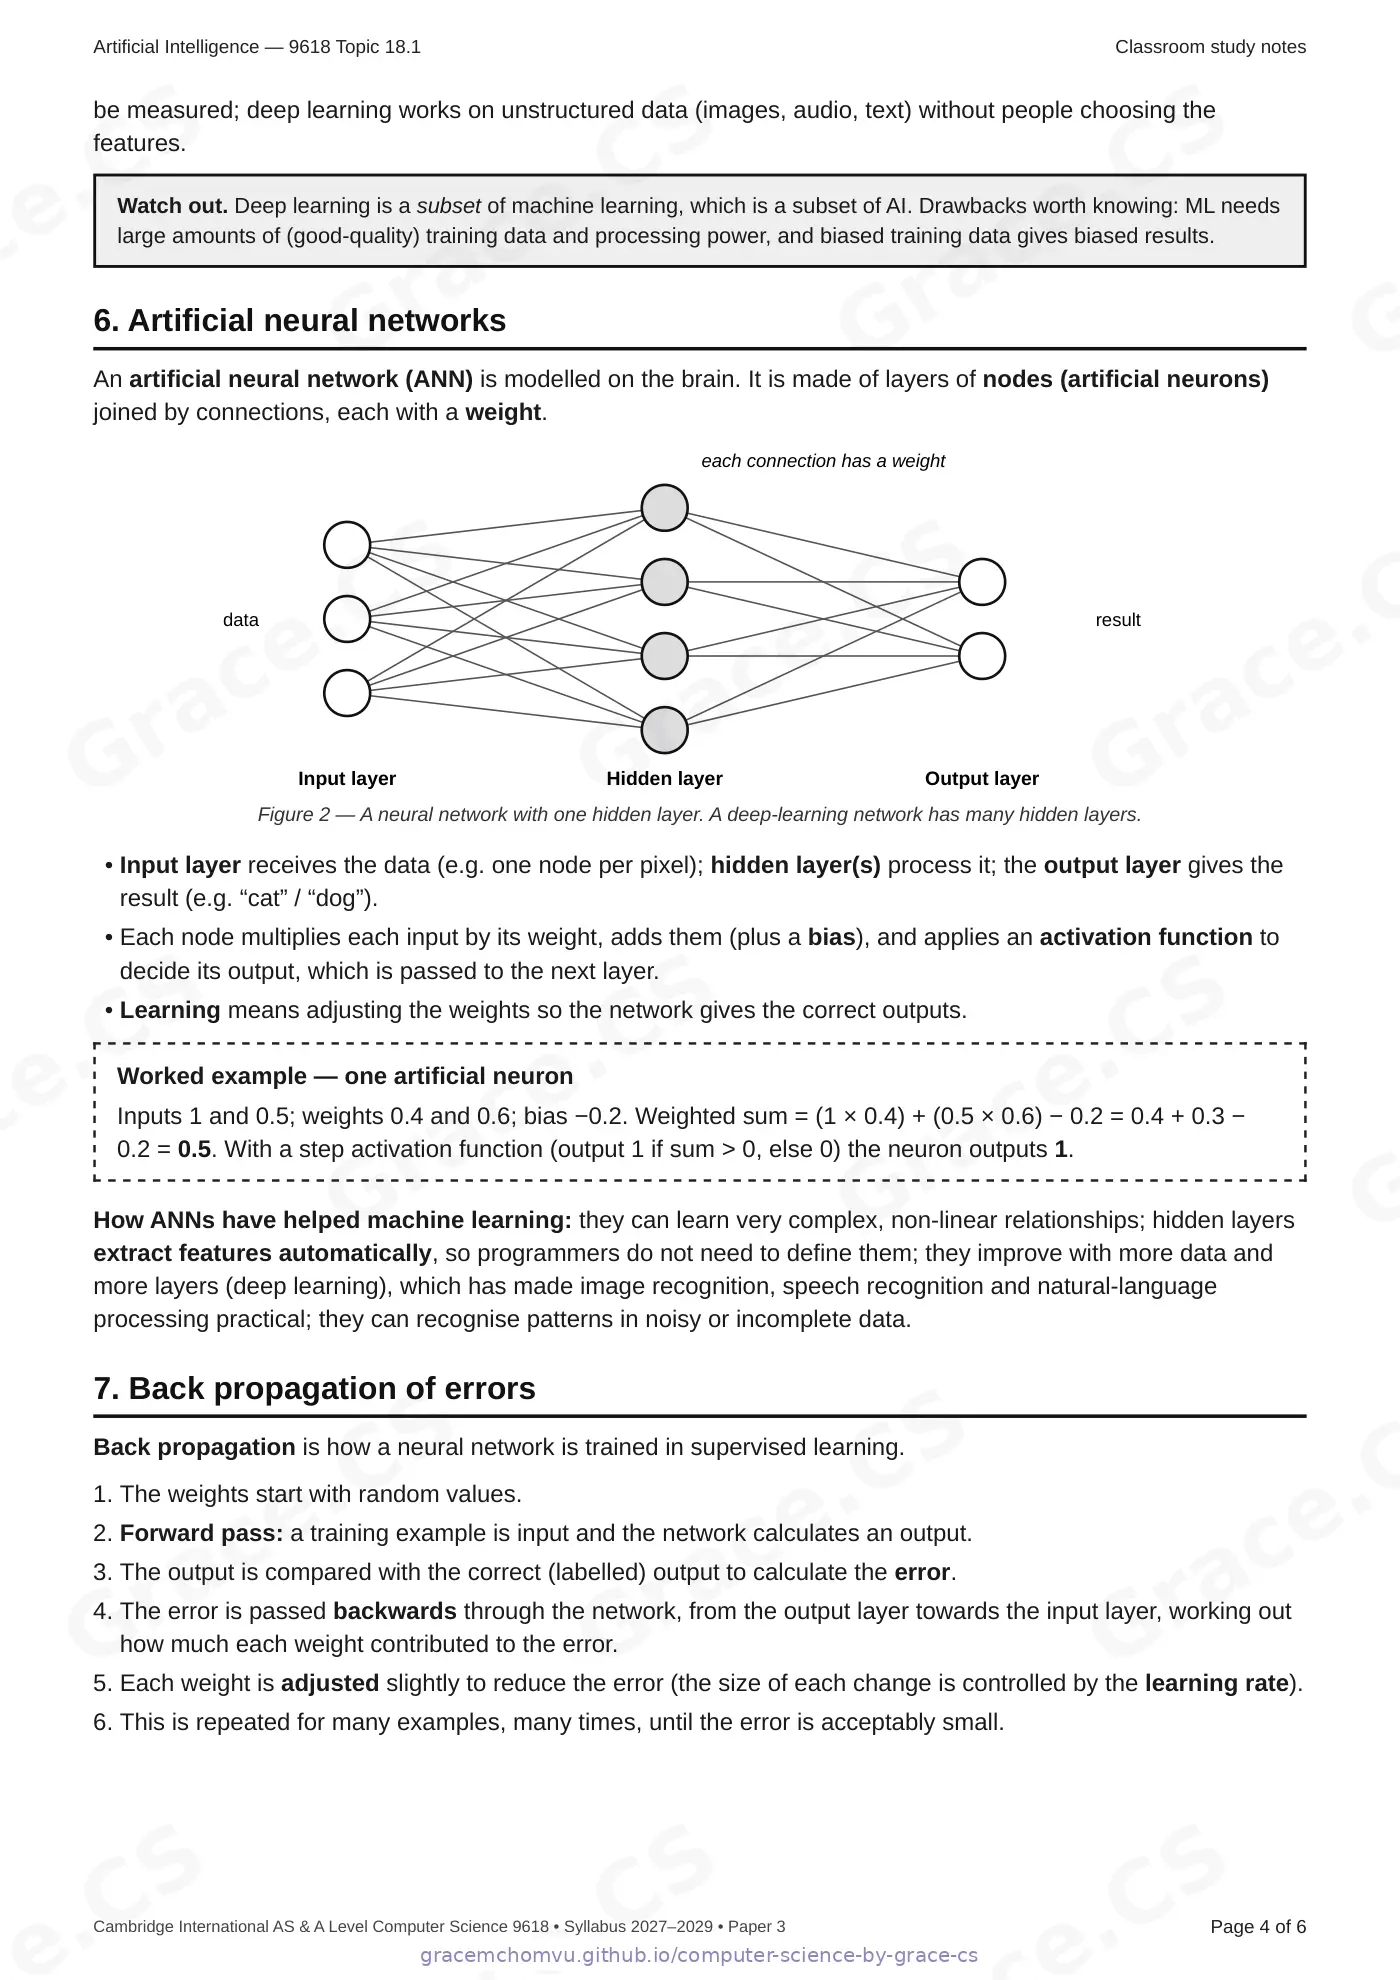 Artificial Intelligence — 9618 Topic 18.1
Classroom study notes
be measured; deep learning works on unstructured data (images, audio, text) without people choosing the
features.
Watch out. Deep learning is a subset of machine learning, which is a subset of AI. Drawbacks worth knowing: ML needs
large amounts of (good-quality) training data and processing power, and biased training data gives biased results.
6. Artificial neural networks
An artificial neural network (ANN) is modelled on the brain. It is made of layers of nodes (artificial neurons)
joined by connections, each with a weight.
each connection has a weight
data
result
Input layer
Hidden layer
Output layer
Figure 2 — A neural network with one hidden layer. A deep-learning network has many hidden layers.
• Input layer receives the data (e.g. one node per pixel); hidden layer(s) process it; the output layer gives the
result (e.g. “cat” / “dog”).
• Each node multiplies each input by its weight, adds them (plus a bias), and applies an activation function to
decide its output, which is passed to the next layer.
• Learning means adjusting the weights so the network gives the correct outputs.
Worked example — one artificial neuron
Inputs 1 and 0.5; weights 0.4 and 0.6; bias −0.2. Weighted sum = (1 × 0.4) + (0.5 × 0.6) − 0.2 = 0.4 + 0.3 −
0.2 = 0.5. With a step activation function (output 1 if sum > 0, else 0) the neuron outputs 1.
How ANNs have helped machine learning: they can learn very complex, non-linear relationships; hidden layers
extract features automatically, so programmers do not need to define them; they improve with more data and
more layers (deep learning), which has made image recognition, speech recognition and natural-language
processing practical; they can recognise patterns in noisy or incomplete data.
7. Back propagation of errors
Back propagation is how a neural network is trained in supervised learning.
1. The weights start with random values.
2. Forward pass: a training example is input and the network calculates an output.
3. The output is compared with the correct (labelled) output to calculate the error.
4. The error is passed backwards through the network, from the output layer towards the input layer, working out
how much each weight contributed to the error.
5. Each weight is adjusted slightly to reduce the error (the size of each change is controlled by the learning rate).
6. This is repeated for many examples, many times, until the error is acceptably small.
Cambridge International AS & A Level Computer Science 9618 • Syllabus 2027–2029 • Paper 3
Page 4 of 6
gracemchomvu.github.io/computer-science-by-grace-cs
Grace.CS